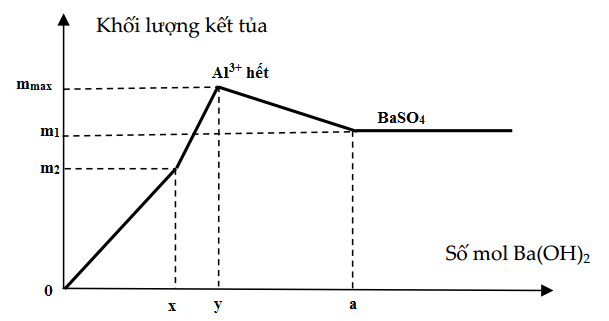 Khối lượng kết tủa
Al³⁺ hết
mmax
BaSO₄
m₁
m₂
Số mol Ba(OH)₂
0
x
y
a